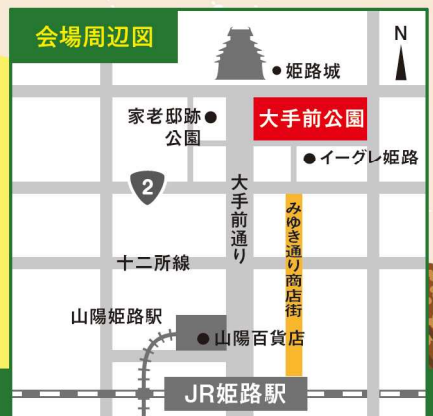 会場周辺図
N
姫路城
家老邸跡
公園
大手前公園
イーグレ姫路
2
大手前通り
みゆき通り商店街
十二所線
山陽姫路駅
山陽百貨店
JR姫路駅